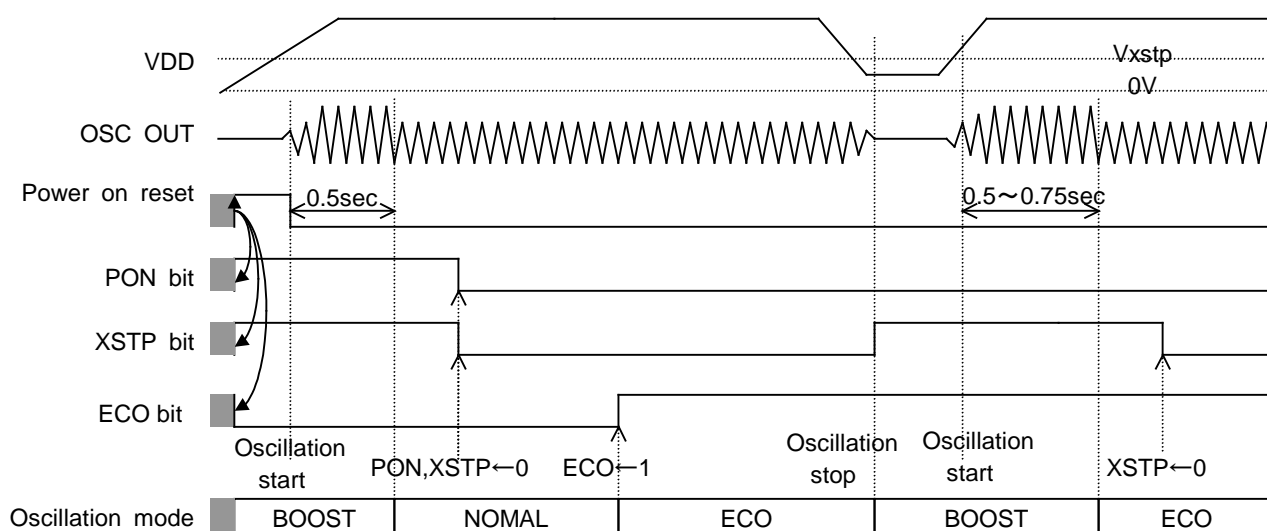 VDD
Vxstp
0V
OSC OUT
Power on reset
0.5sec
0.5～0.75sec
PON bit
XSTP bit
ECO bit
Oscillation
start
PON,XSTP←0
ECO←1
Oscillation
stop
Oscillation
start
XSTP←0
Oscillation mode
BOOST
NOMAL
ECO
BOOST
ECO